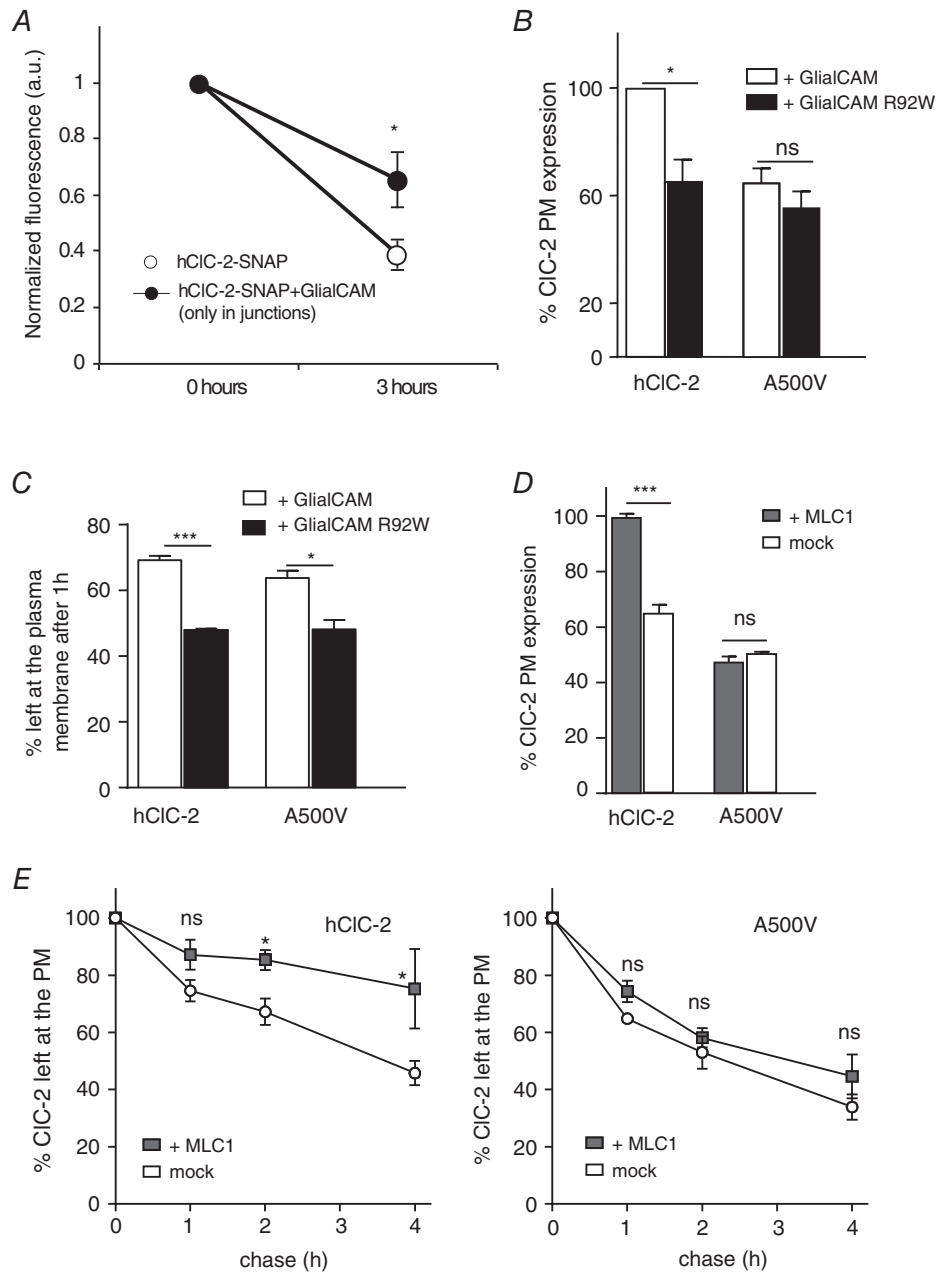 A
Normalized fluorescence (a.u.)
1
0.8
0.6
0.4
0.2
0
*
hClC-2-SNAP
hClC-2-SNAP+GlialCAM
(only in junctions)
0 hours
3 hours
B
% ClC-2 PM expression
100
60
20
0
*
ns
+ GlialCAM
+ GlialCAM R92W
hClC-2
A500V
C
% left at the plasma
membrane after 1h
80
60
40
20
0
+ GlialCAM
+ GlialCAM R92W
***
*
hClC-2
A500V
D
% ClC-2 PM expression
100
80
60
40
20
0
***
ns
+ MLC1
mock
hClC-2
A500V
E
% ClC-2 left at the PM
100
80
60
40
20
0
hClC-2
ns
*
*
+ MLC1
mock
0 1 2 3 4
chase (h)
% ClC-2 left at the PM
100
80
60
40
20
0
A500V
ns
ns
ns
+ MLC1
mock
0 1 2 3 4
chase (h)